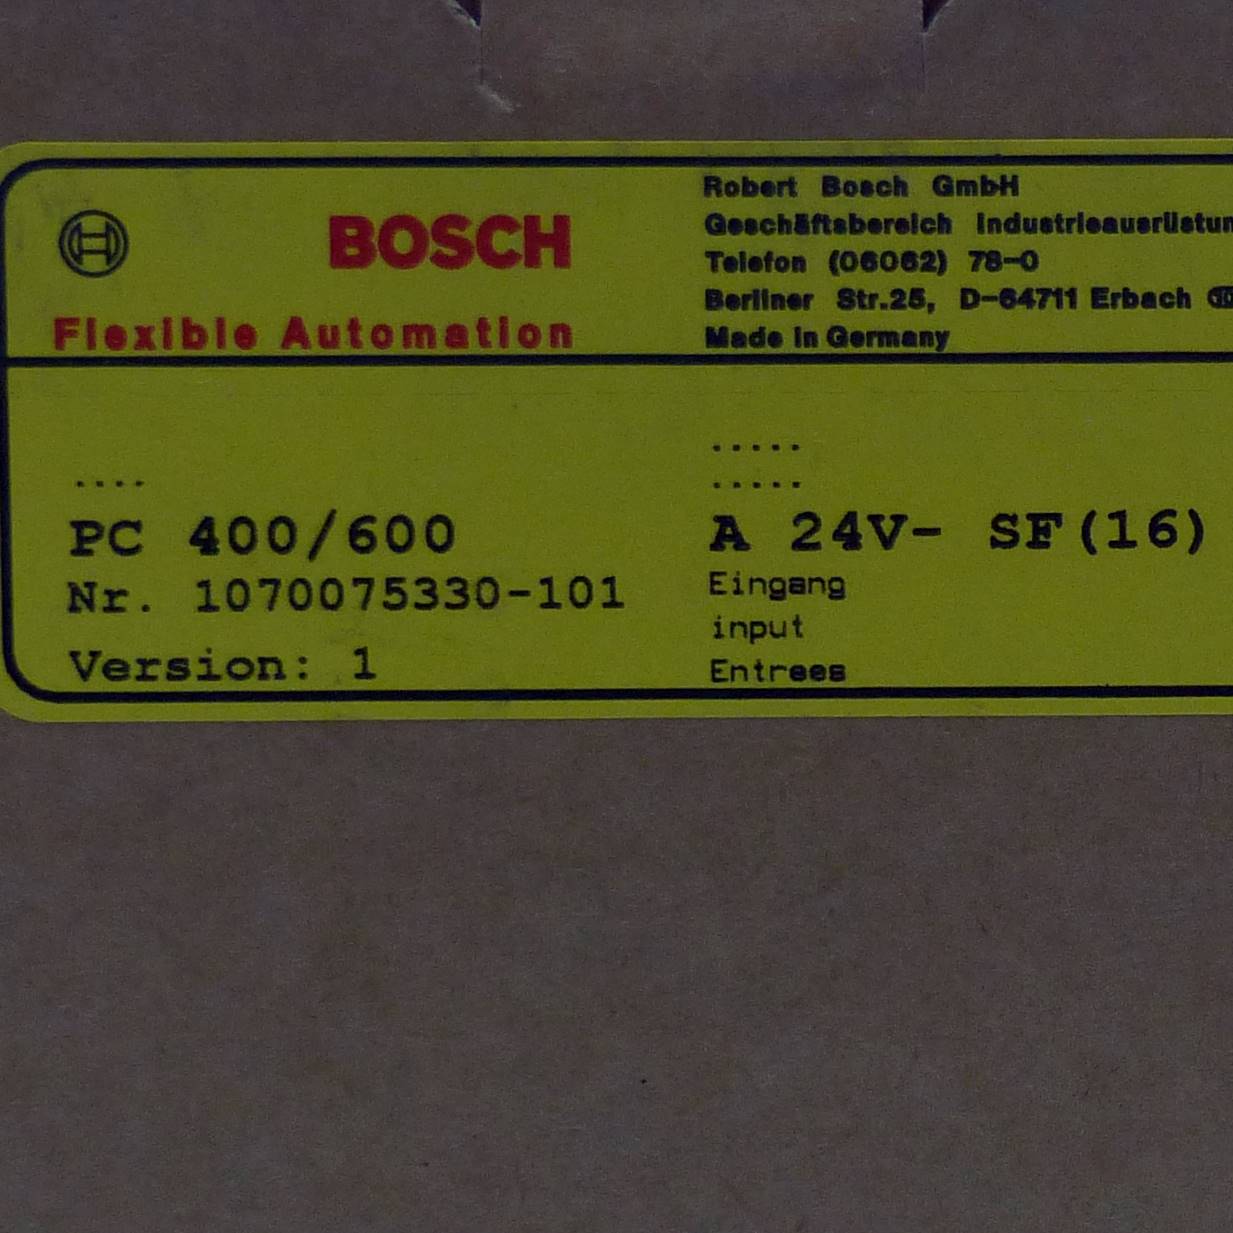 BOSCH
Flexible Automation
Robert Bosch GmbH
Geschäftsbereich Industrieausrüstun
Telefon (06062) 78-0
Berliner Str.25, D-64711 Erbach
Made in Germany
....
PC 400/600
Nr. 1070075330-101
Version: 1
.....
.....
A 24V- SF(16)
Eingang
input
Entrees